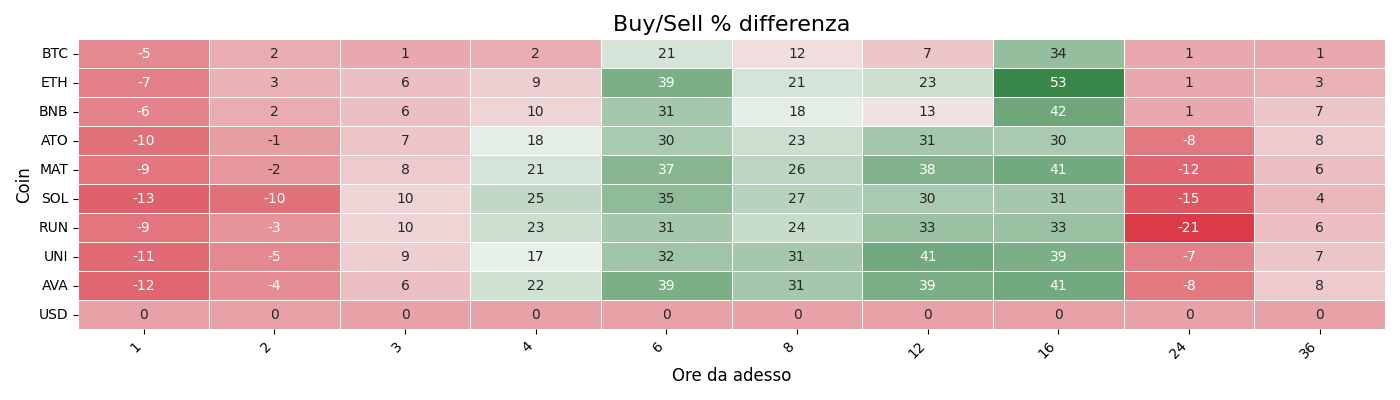 Buy/Sell % differenza
Coin
BTC -5 2 1 2 21 12 7 34 1 1
ETH -7 3 6 9 39 21 23 53 1 3
BNB -6 2 6 10 31 18 13 42 1 7
ATO -10 -1 7 18 30 23 31 30 -8 8
MAT -9 -2 8 21 37 26 38 41 -12 6
SOL -13 -10 10 25 35 27 30 31 -15 4
RUN -9 -3 10 23 31 24 33 33 -21 6
UNI -11 -5 9 17 32 31 41 39 -7 7
AVA -12 -4 6 22 39 31 39 41 -8 8
USD 0 0 0 0 0 0 0 0 0 0
1 2 3 4 6 8 12 16 24 36
Ore da adesso